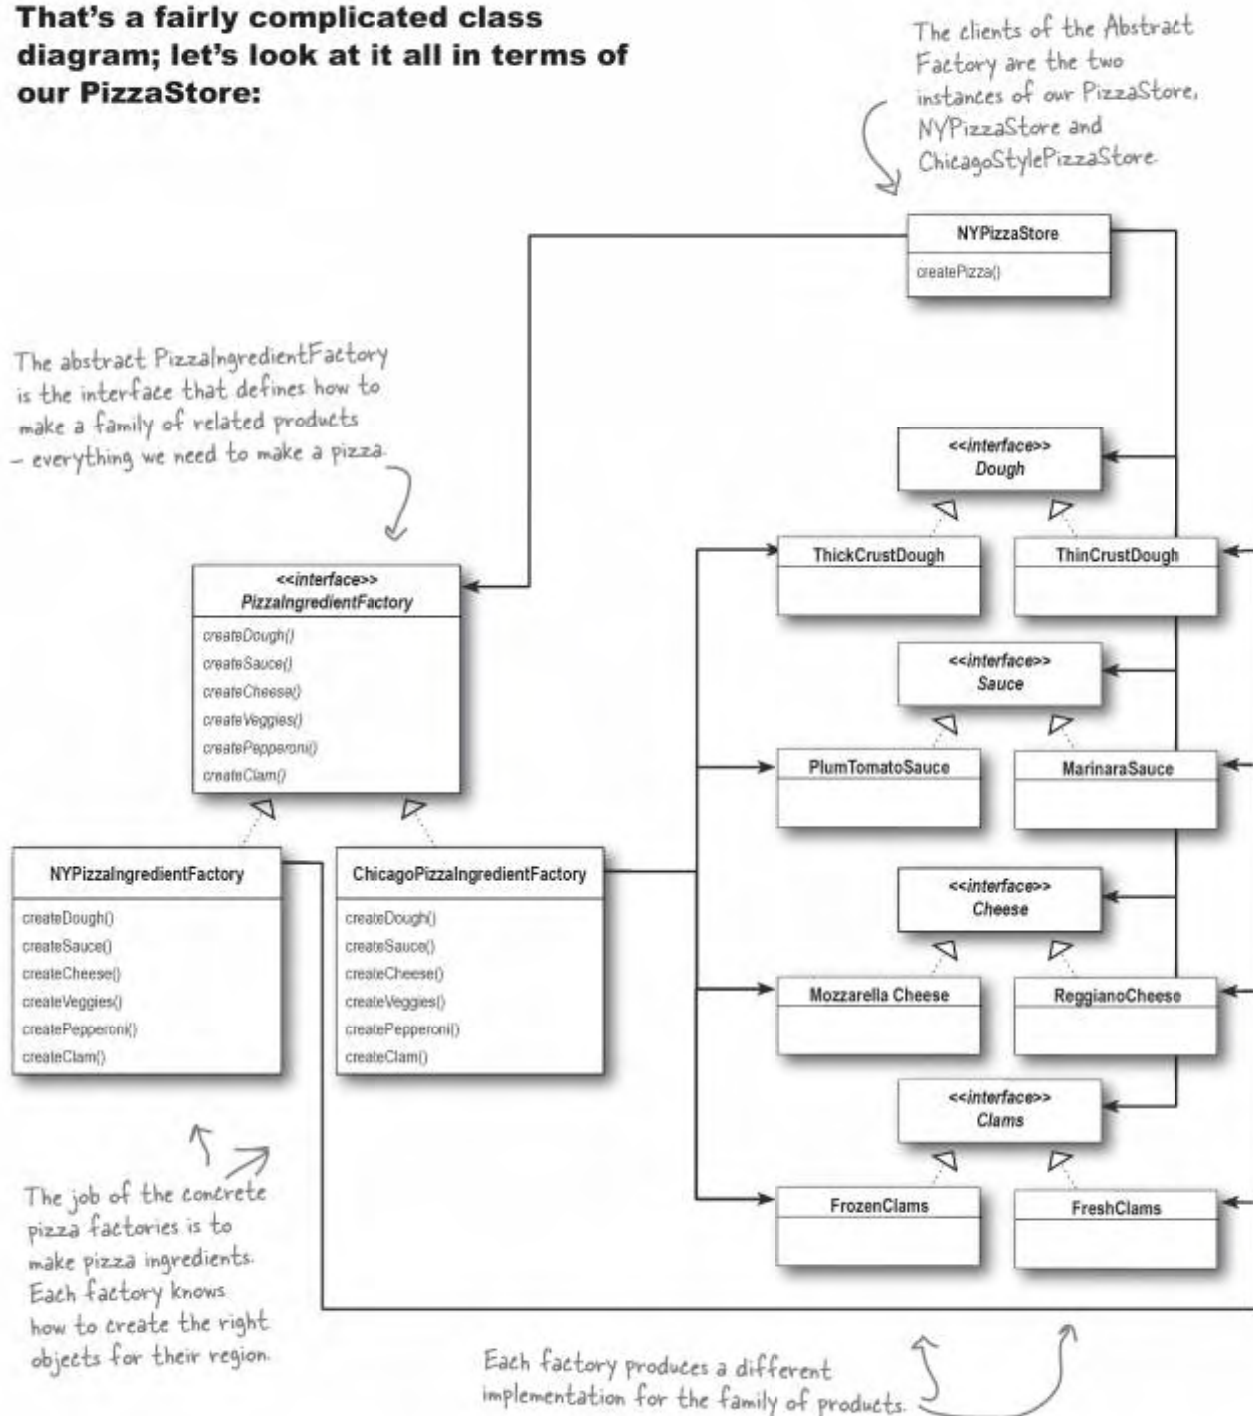 That's a fairly complicated class
diagram; let's look at it all in terms of
our PizzaStore:
The clients of the Abstract
Factory are the two
instances of our PizzaStore,
NYPizzaStore and
ChicagoStylePizzaStore.
NYPizzaStore
createPizza()
The abstract PizzaIngredientFactory
is the interface that defines how to
make a family of related products
– everything we need to make a pizza.
<<interface>>
Dough
ThickCrustDough
ThinCrustDough
<<interface>>
PizzaIngredientFactory
createDough()
createSauce()
createCheese()
createVeggies()
createPepperoni()
createClam()
<<interface>>
Sauce
PlumTomatoSauce
MarinaraSauce
NYPizzaIngredientFactory
createDough()
createSauce()
createCheese()
createVeggies()
createPepperoni()
createClam()
ChicagoPizzaIngredientFactory
createDough()
createSauce()
createCheese()
createVeggies()
createPepperoni()
createClam()
<<interface>>
Cheese
Mozzarella Cheese
ReggianoCheese
<<interface>>
Clams
FrozenClams
FreshClams
The job of the concrete
pizza factories is to
make pizza ingredients.
Each factory knows
how to create the right
objects for their region.
Each factory produces a different
implementation for the family of products.